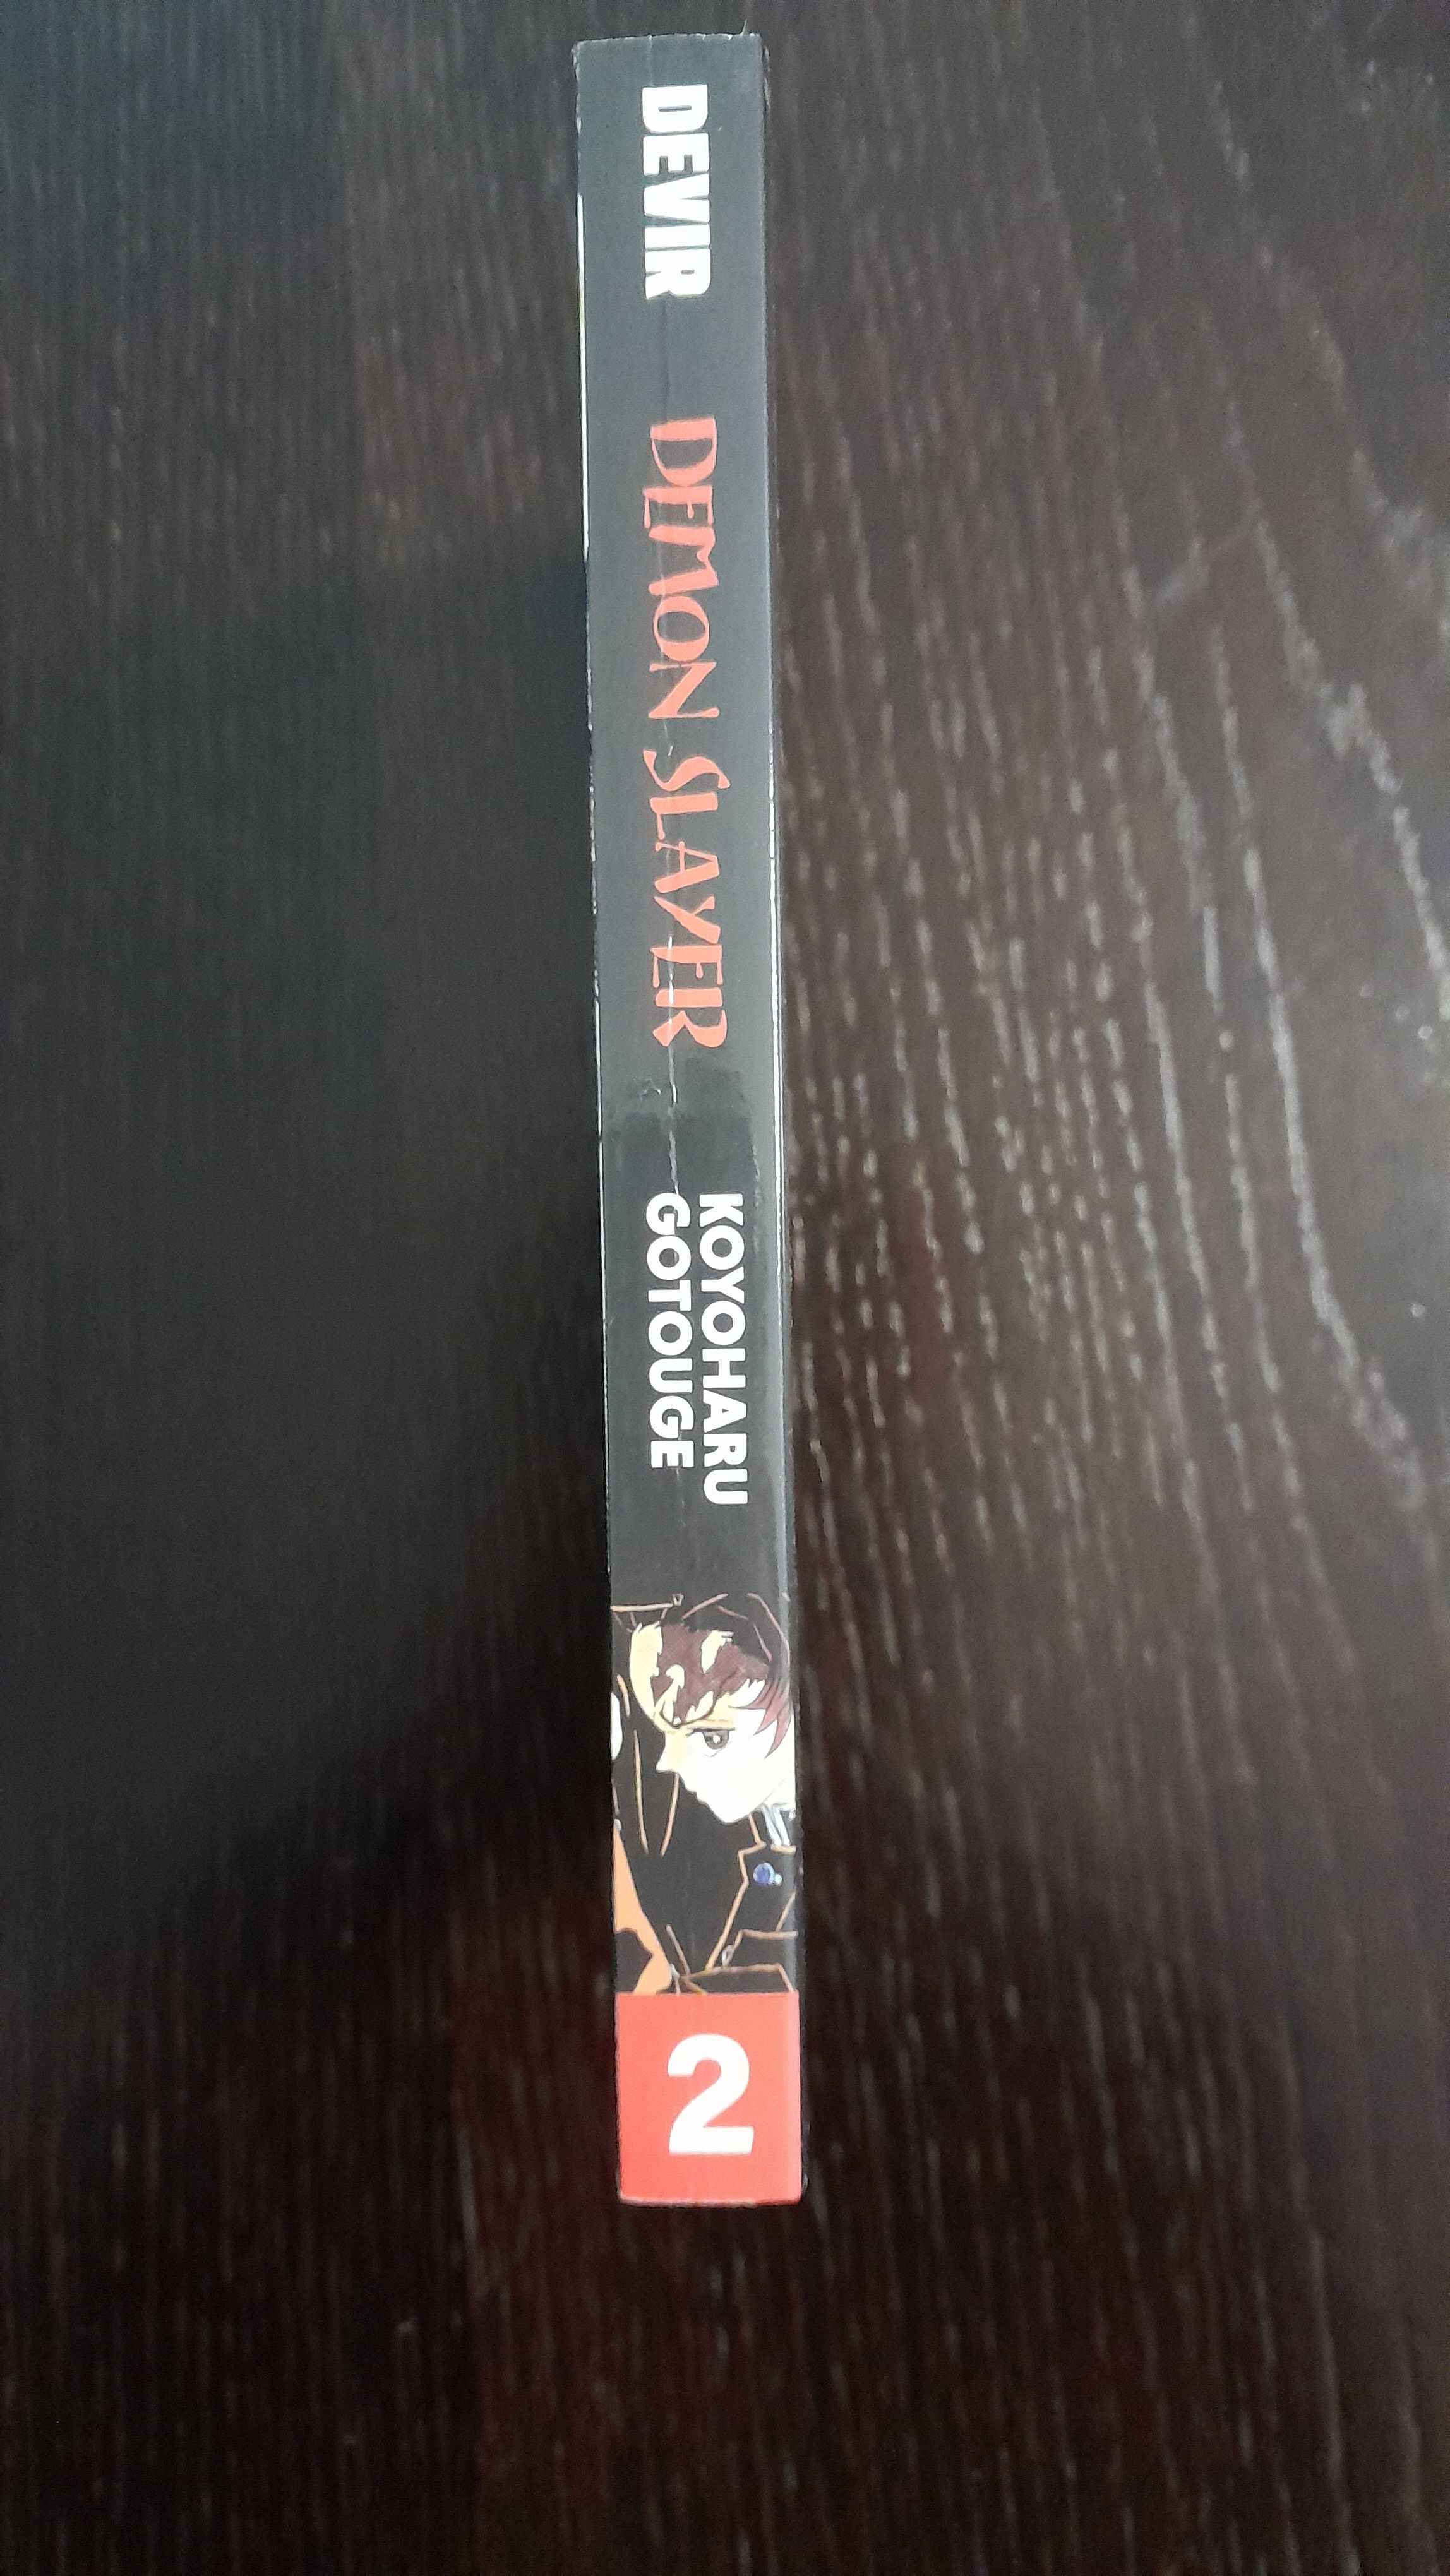 DEVIR
DEMON SLAYER
KOYOHARU
GOTOUGE
2